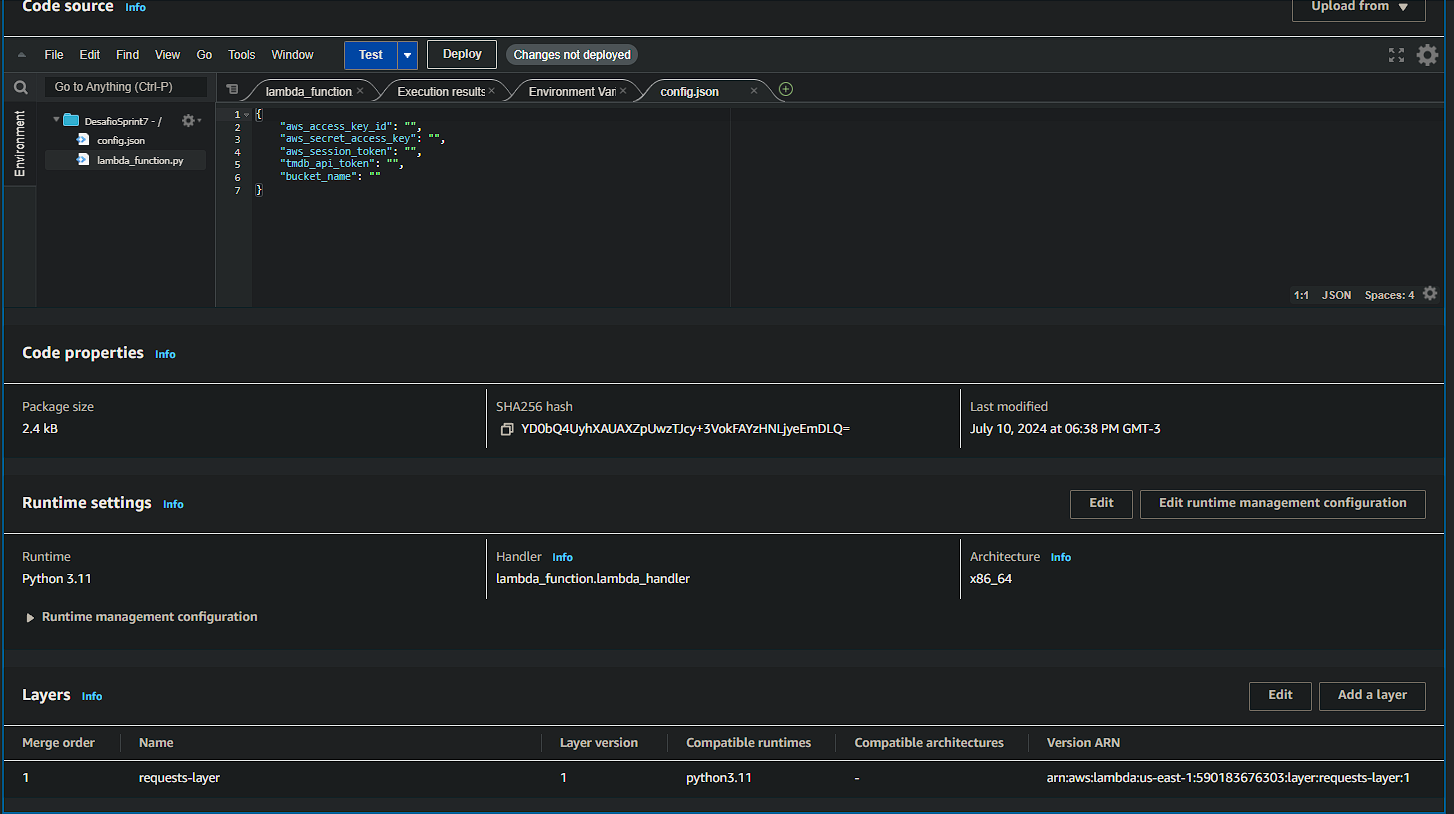 Code source Info
Upload from
File Edit Find View Go Tools Window Test Deploy Changes not deployed
Go to Anything (Ctrl-P)
lambda_function
Execution results
Environment Var
config.json
Environment
DesafioSprint7 - /
config.json
lambda_function.py
1 {
2 "aws_access_key_id": "",
3 "aws_secret_access_key": "",
4 "aws_session_token": "",
5 "tmdb_api_token": "",
6 "bucket_name": ""
7 }
1:1 JSON Spaces: 4
Code properties Info
Package size
2.4 kB
SHA256 hash
YD0bQ4UyhXAUAXZpUwzTJcy+3VokFAYzHNLjyeEmDLQ=
Last modified
July 10, 2024 at 06:38 PM GMT-3
Runtime settings Info
Edit
Edit runtime management configuration
Runtime
Python 3.11
Handler Info
lambda_function.lambda_handler
Architecture Info
x86_64
Runtime management configuration
Layers Info
Edit
Add a layer
Merge order Name Layer version Compatible runtimes Compatible architectures Version ARN
1 requests-layer 1 python3.11 - arn:aws:lambda:us-east-1:590183676303:layer:requests-layer:1